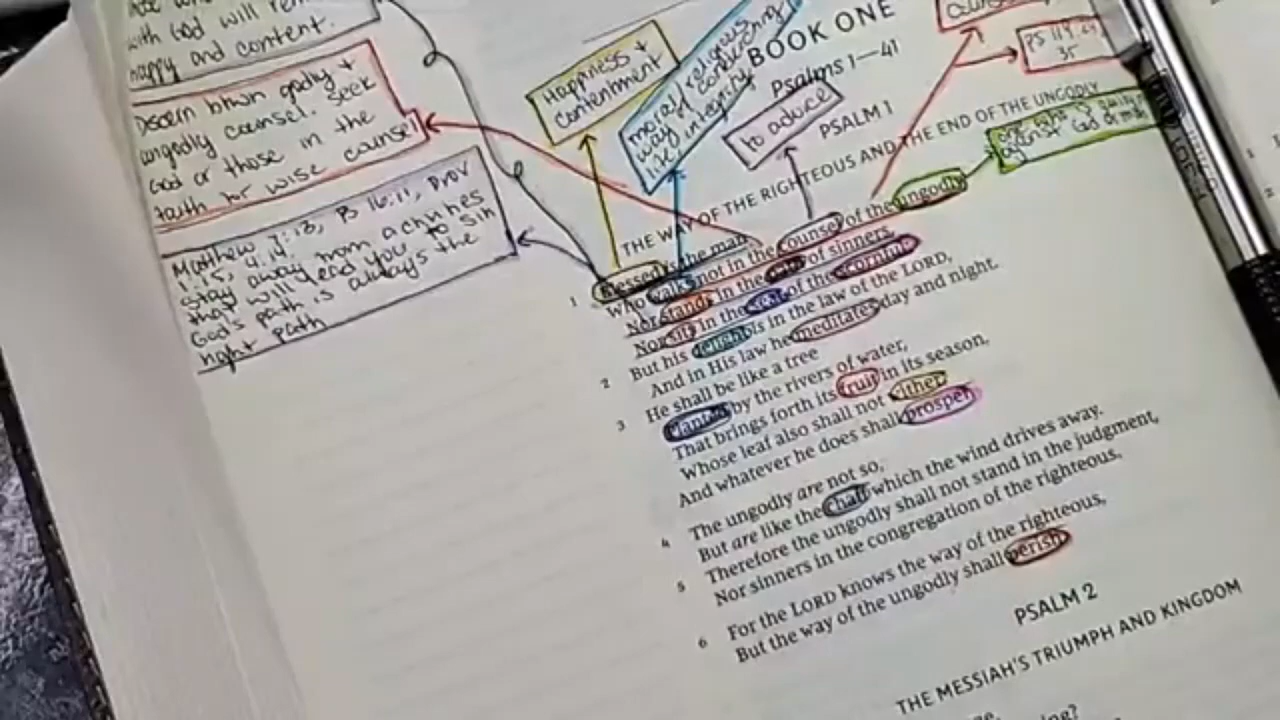 with God will
happy and content.
Discern btwn godly +
ungodly counsel. Seek
God or those in the
faith for wise counsel
Matthew 7:13, Prov
1:15, 4:14.
stay away from
that will lead you to sin
God's path is always the
right path
Happiness +
contentment
moral/religious
way
life integrity
to advice
PS 119
35
against God
BOOK ONE
Psalms 1—41
PSALM 1
THE WAY OF THE RIGHTEOUS AND THE END OF THE UNGODLY
1 Blessed is the man
Who walks not in the counsel of the ungodly
Nor stands in the path of sinners,
Nor sits in the seat of the scornful
2 But his delight is in the law of the LORD,
And in His law he meditates day and night.
3 He shall be like a tree
Planted by the rivers of water,
That brings forth its fruit in its season,
Whose leaf also shall not wither
And whatever he does shall prosper
4 The ungodly are not so,
But are like the chaff which the wind drives away.
5 Therefore the ungodly shall not stand in the judgment,
Nor sinners in the congregation of the righteous.
6 For the LORD knows the way of the righteous,
But the way of the ungodly shall perish
PSALM 2
THE MESSIAH'S TRIUMPH AND KINGDOM